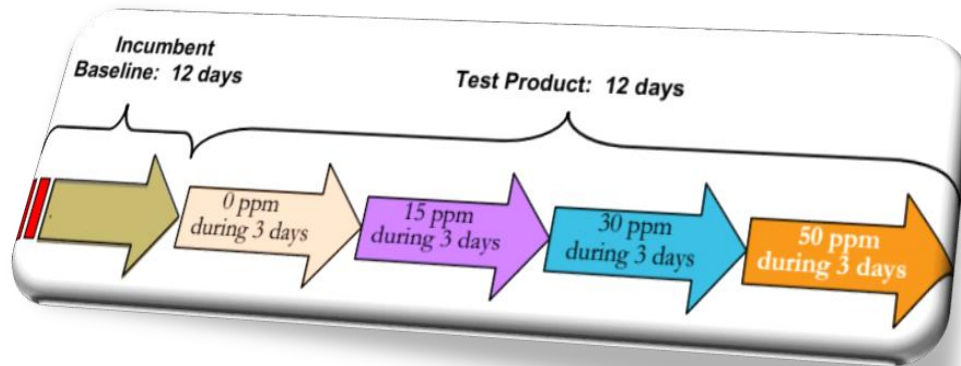 Incumbent
Baseline: 12 days
Test Product: 12 days
0 ppm
during 3 days
15 ppm
during 3 days
30 ppm
during 3 days
50 ppm
during 3 days